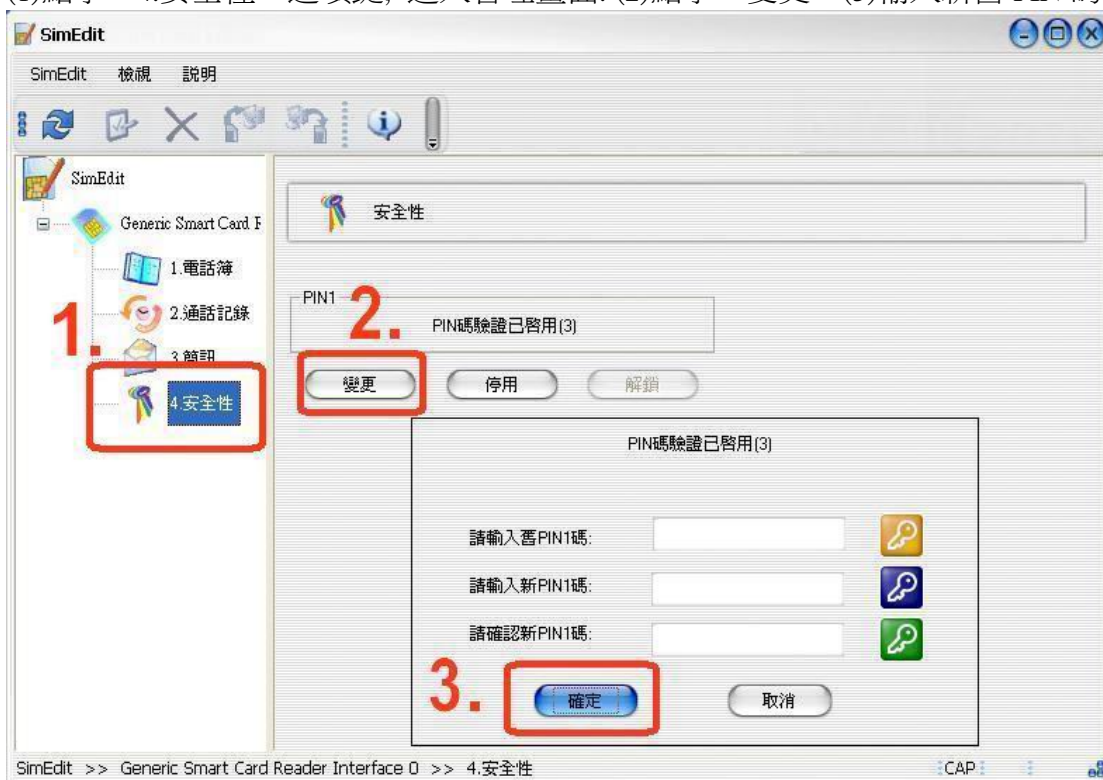 SimEdit
SimEdit 檢視 説明
SimEdit
安全性
Generic Smart Card F
1.電話簿
PIN1
2.通話記錄
1.
2.
PIN碼驗證已啓用(3)
3.簡訊
變更 停用 解鎖
4.安全性
PIN碼驗證已啓用(3)
請輸入舊PIN1碼:
請輸入新PIN1碼:
請確認新PIN1碼:
3.
確定 取消
SimEdit >> Generic Smart Card Reader Interface 0 >> 4.安全性 CAP